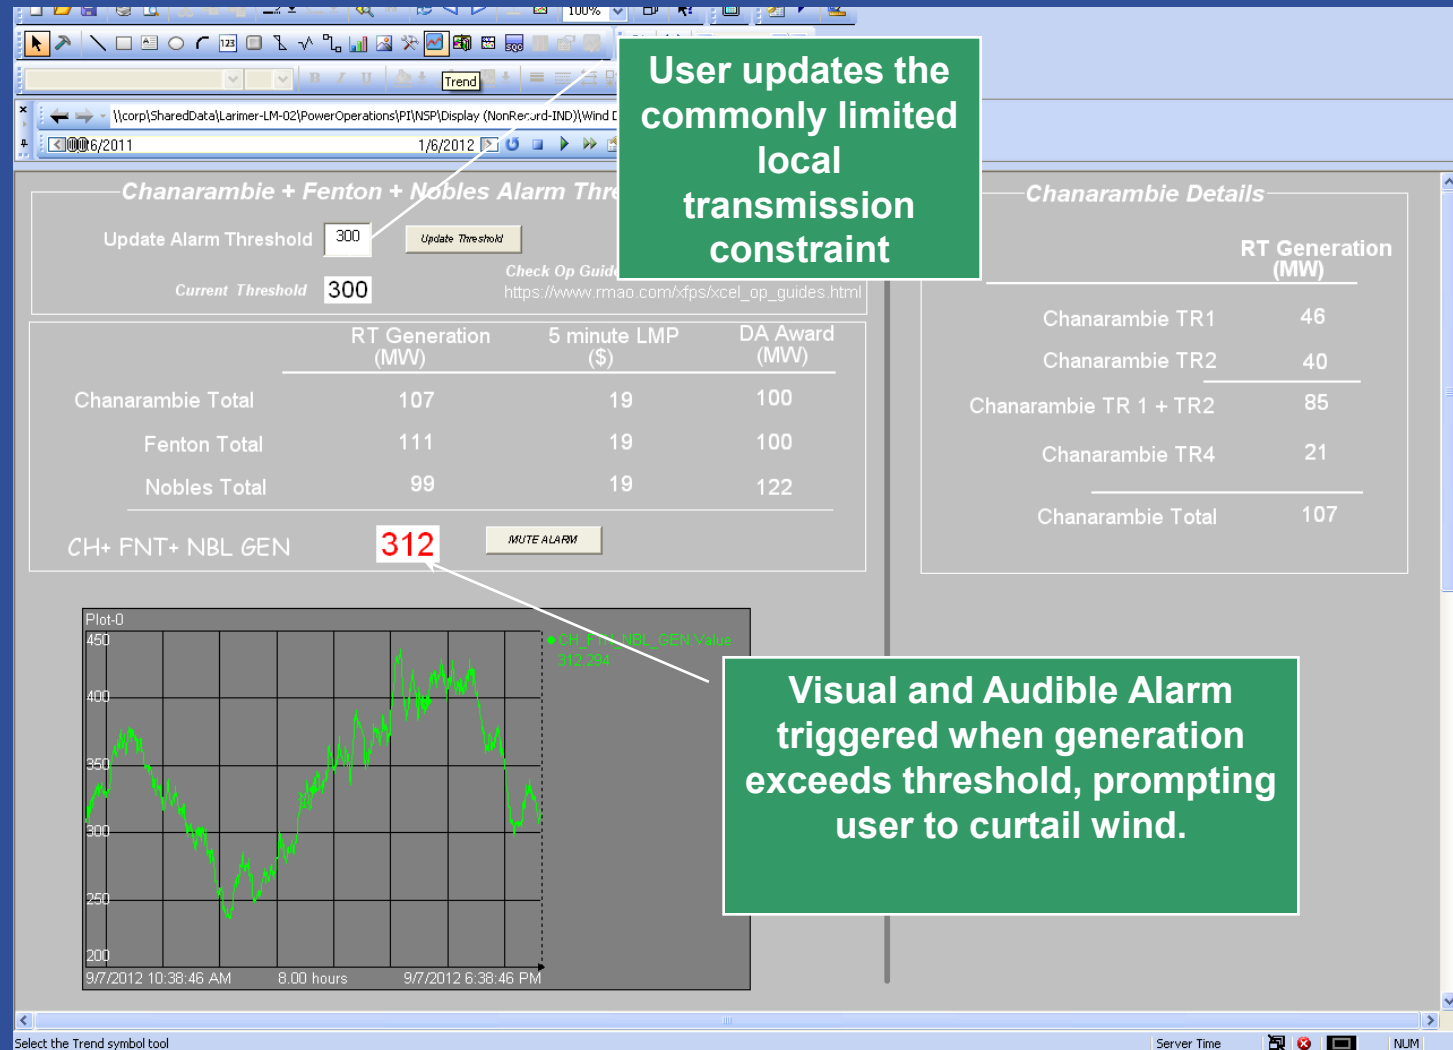 100%
123
SQC
B I U
Trend
\\corp\SharedData\Larimer-LM-02\PowerOperations\PI\NSP\Display (NonRecord-IND)\Wind D
6/2011
1/6/2012
User updates the
commonly limited
local
transmission
constraint
Chanarambie + Fenton + Nobles Alarm Thre
Update Alarm Threshold 300 Update Threshold
Check Op Guide
Current Threshold 300
https://www.rmao.com/xfps/xcel_op_guides.html
RT Generation 5 minute LMP DA Award
(MW) ($) (MW)
Chanarambie Total 107 19 100
Fenton Total 111 19 100
Nobles Total 99 19 122
CH+ FNT+ NBL GEN 312 MUTE ALARM
Chanarambie Details
RT Generation
(MW)
Chanarambie TR1 46
Chanarambie TR2 40
Chanarambie TR 1 + TR2 85
Chanarambie TR4 21
Chanarambie Total 107
Plot-0
450
CH_FTN_NBL_GEN Value
312.294
400
350
300
250
200
9/7/2012 10:38:46 AM 8.00 hours 9/7/2012 6:38:46 PM
Visual and Audible Alarm
triggered when generation
exceeds threshold, prompting
user to curtail wind.
Select the Trend symbol tool
Server Time
NUM